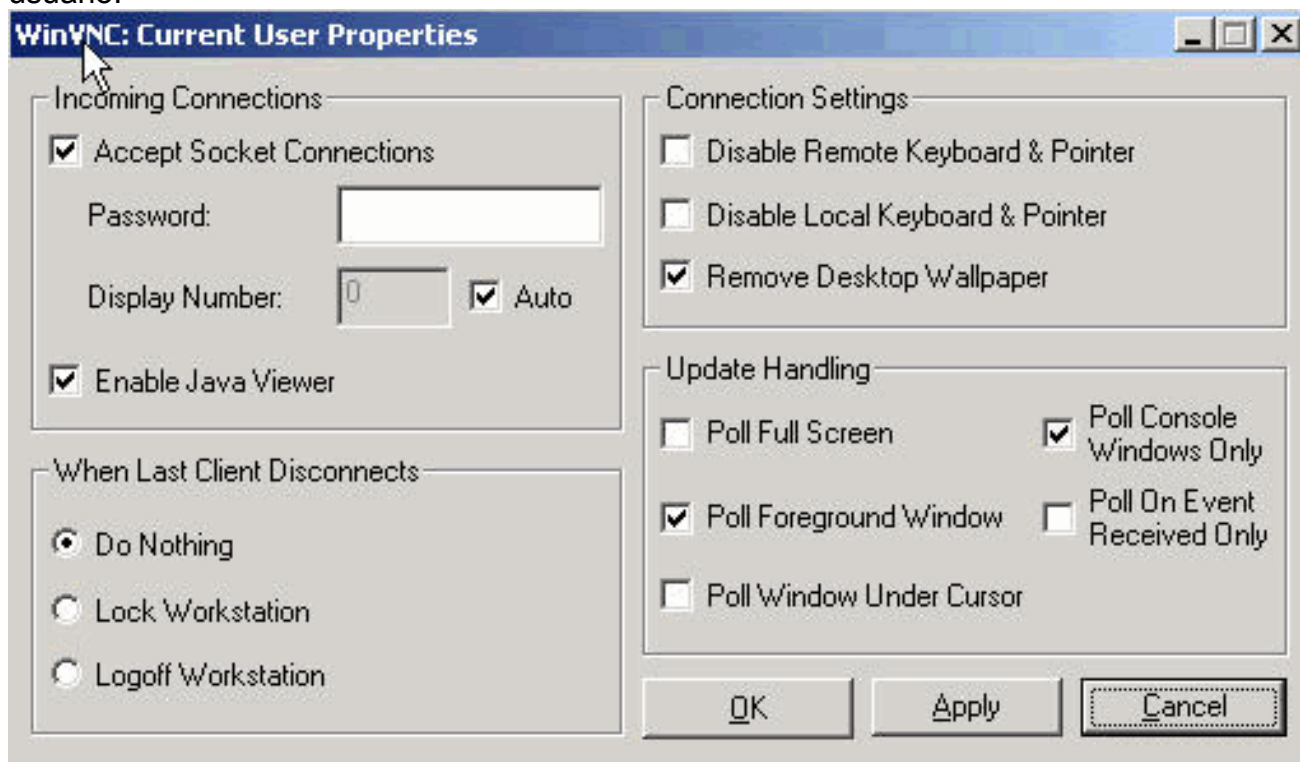 usuario.
WinVNC: Current User Properties
Incoming Connections
Accept Socket Connections
Password:
Display Number:
0
Auto
Enable Java Viewer
When Last Client Disconnects
Do Nothing
Lock Workstation
Logoff Workstation
Connection Settings
Disable Remote Keyboard & Pointer
Disable Local Keyboard & Pointer
Remove Desktop Wallpaper
Update Handling
Poll Full Screen
Poll Console
Windows Only
Poll Foreground Window
Poll On Event
Received Only
Poll Window Under Cursor
OK
Apply
Cancel